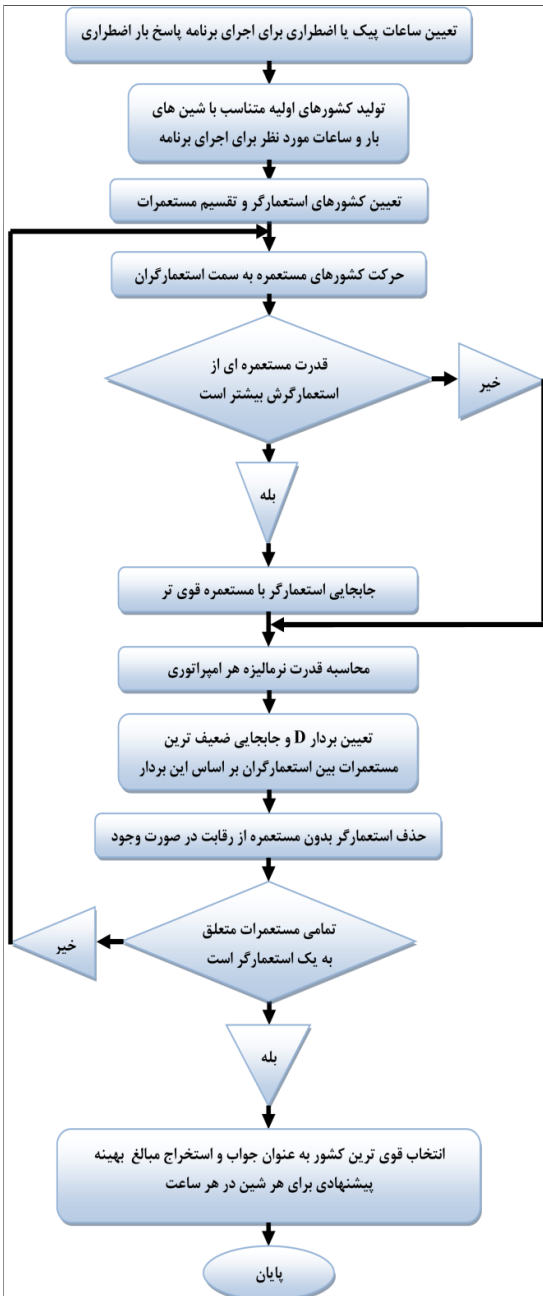 تعیین ساعات پیک یا اضطراری برای اجرای برنامه پاسخ بار اضطراری
تولید کشورهای اولیه متناسب با شین های
بار و ساعات مورد نظر برای اجرای برنامه
تعیین کشورهای استعمارگر و تقسیم مستعمرات
حرکت کشورهای مستعمره به سمت استعمارگران
قدرت مستعمره ای از
استعمارگرش بیشتر است
خیر
بله
جابجایی استعمارگر با مستعمره قوی تر
محاسبه قدرت نرمالیزه هر امپراتوری
تعیین بردار D و جابجایی ضعیف ترین
مستعمرات بین استعمارگران بر اساس این بردار
حذف استعمارگر بدون مستعمره از رقابت در صورت وجود
تمامی مستعمرات متعلق
به یک استعمارگر است
خیر
بله
انتخاب قوی ترین کشور به عنوان جواب و استخراج مبالغ بهینه
پیشنهادی برای هر شین در هر ساعت
پایان